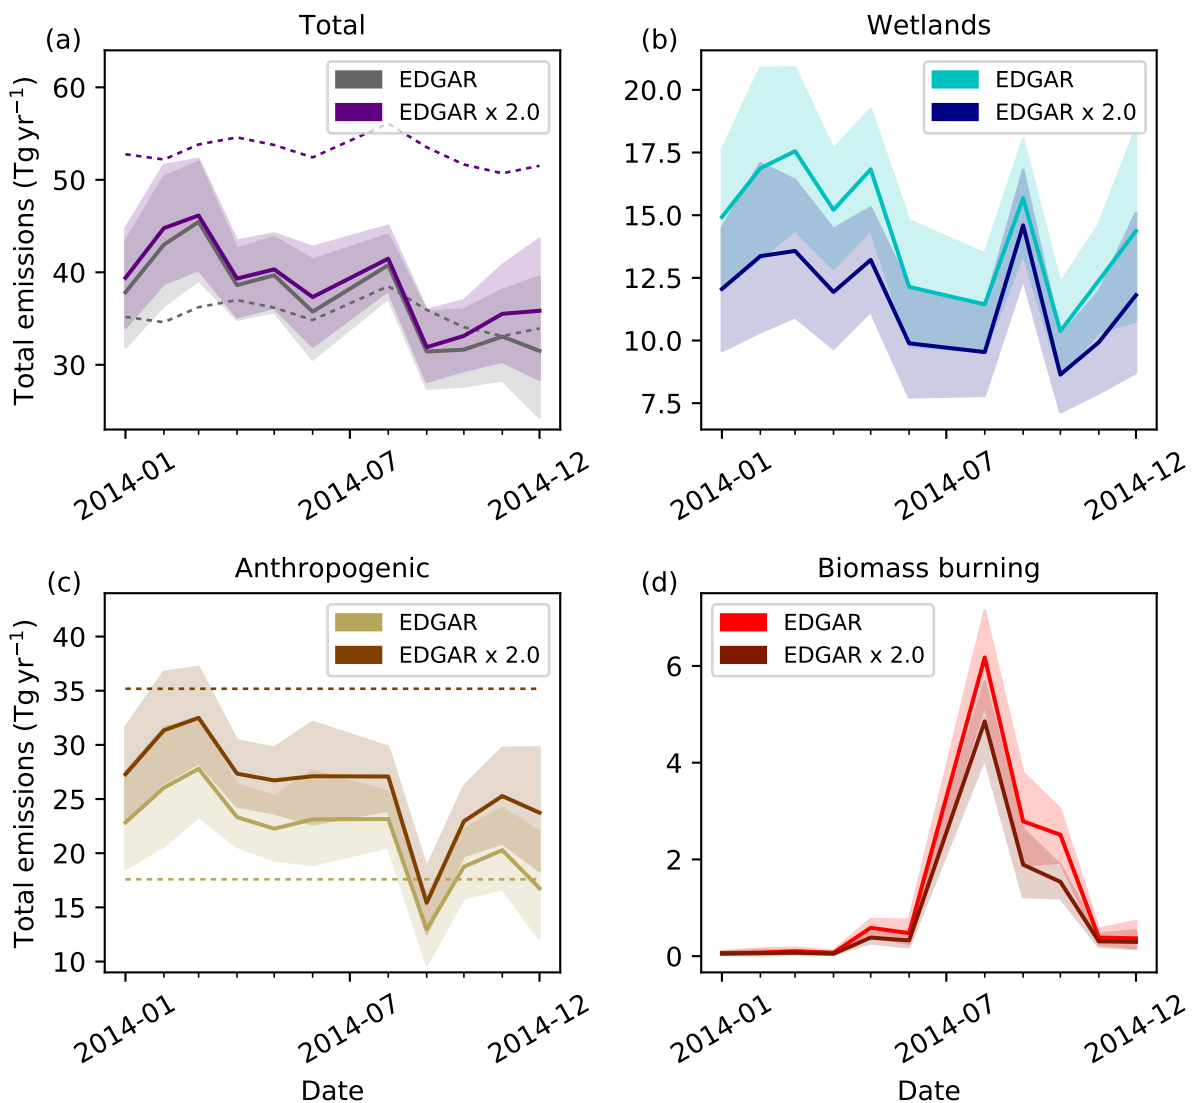 (a)
Total
Total emissions (Tg yr⁻¹)
60
50
40
30
EDGAR
EDGAR x 2.0
2014-01
2014-07
2014-12
(b)
Wetlands
20.0
17.5
15.0
12.5
10.0
7.5
EDGAR
EDGAR x 2.0
2014-01
2014-07
2014-12
(c)
Anthropogenic
Total emissions (Tg yr⁻¹)
40
35
30
25
20
15
10
EDGAR
EDGAR x 2.0
2014-01
2014-07
2014-12
Date
(d)
Biomass burning
6
4
2
0
EDGAR
EDGAR x 2.0
2014-01
2014-07
2014-12
Date